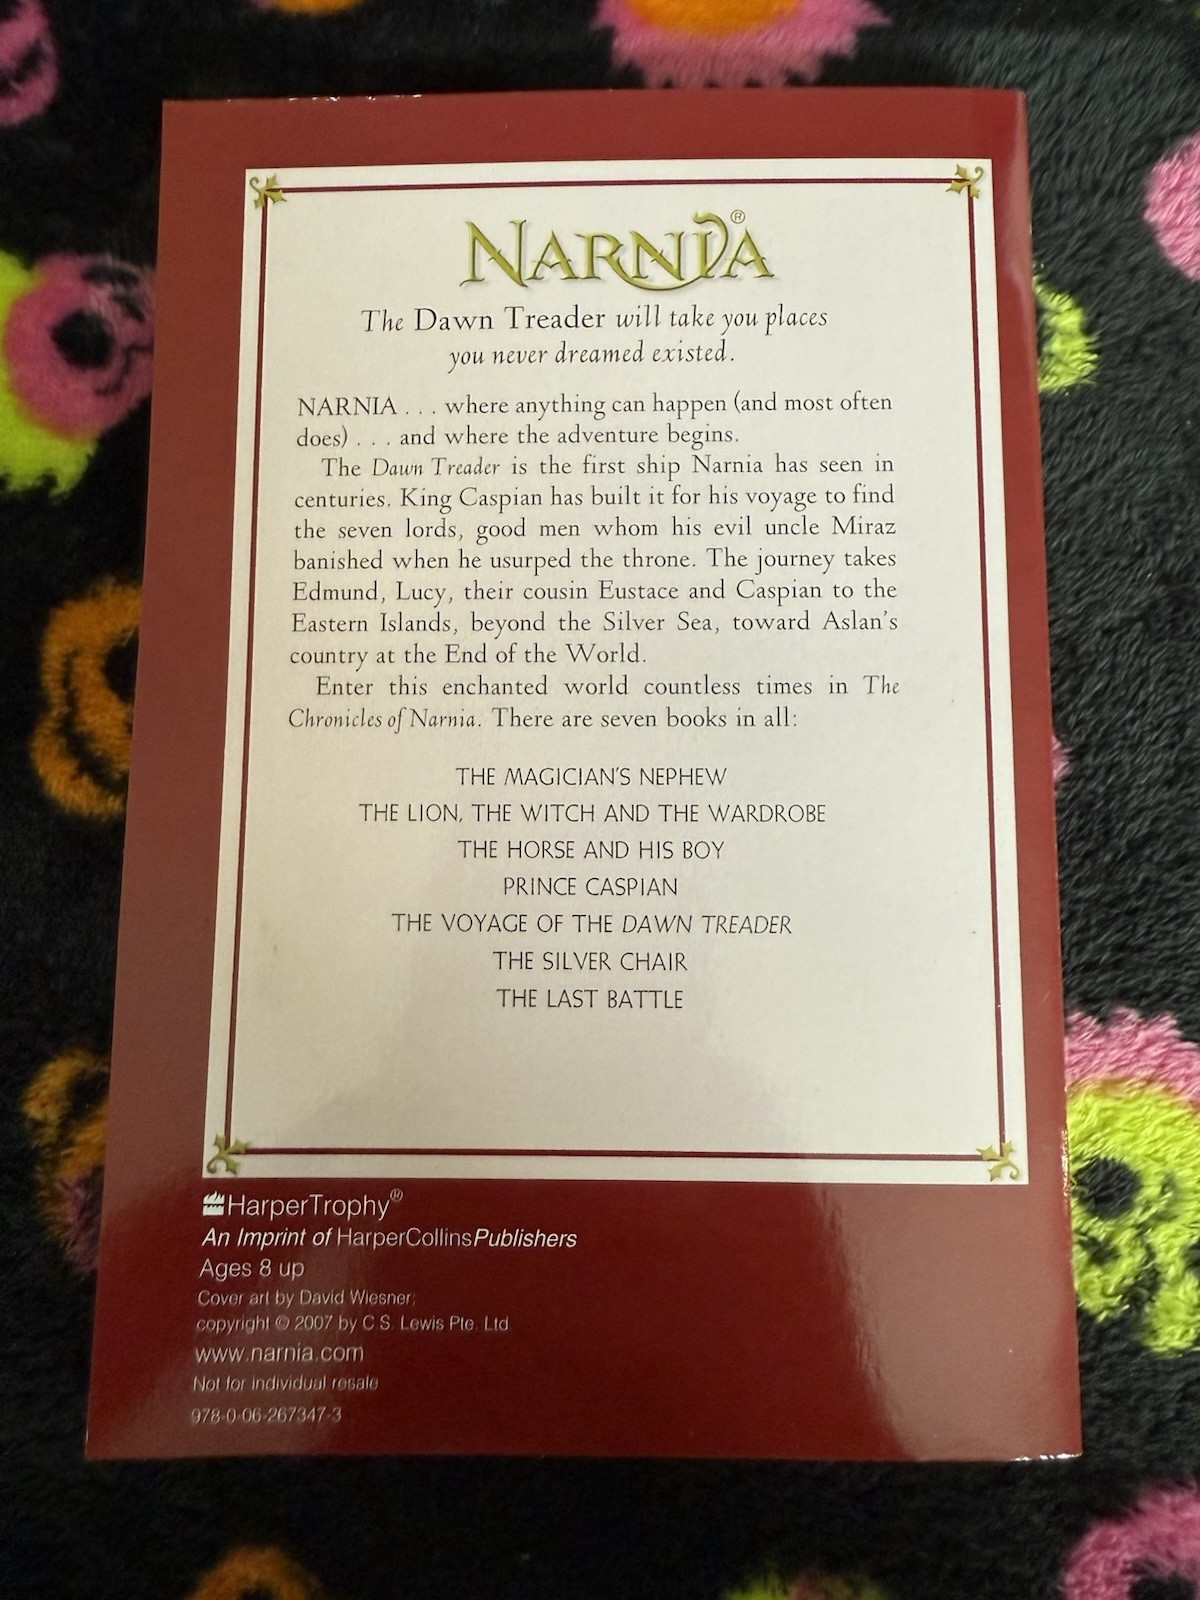 NARNIA®
The Dawn Treader will take you places
you never dreamed existed.
NARNIA . . . where anything can happen (and most often
does) . . . and where the adventure begins.
The Dawn Treader is the first ship Narnia has seen in
centuries. King Caspian has built it for his voyage to find
the seven lords, good men whom his evil uncle Miraz
banished when he usurped the throne. The journey takes
Edmund, Lucy, their cousin Eustace and Caspian to the
Eastern Islands, beyond the Silver Sea, toward Aslan's
country at the End of the World.
Enter this enchanted world countless times in The
Chronicles of Narnia. There are seven books in all:
THE MAGICIAN'S NEPHEW
THE LION, THE WITCH AND THE WARDROBE
THE HORSE AND HIS BOY
PRINCE CASPIAN
THE VOYAGE OF THE DAWN TREADER
THE SILVER CHAIR
THE LAST BATTLE
HarperTrophy®
An Imprint of HarperCollinsPublishers
Ages 8 up
Cover art by David Wiesner;
copyright © 2007 by C.S. Lewis Pte. Ltd.
www.narnia.com
Not for individual resale
978-0-06-267347-3